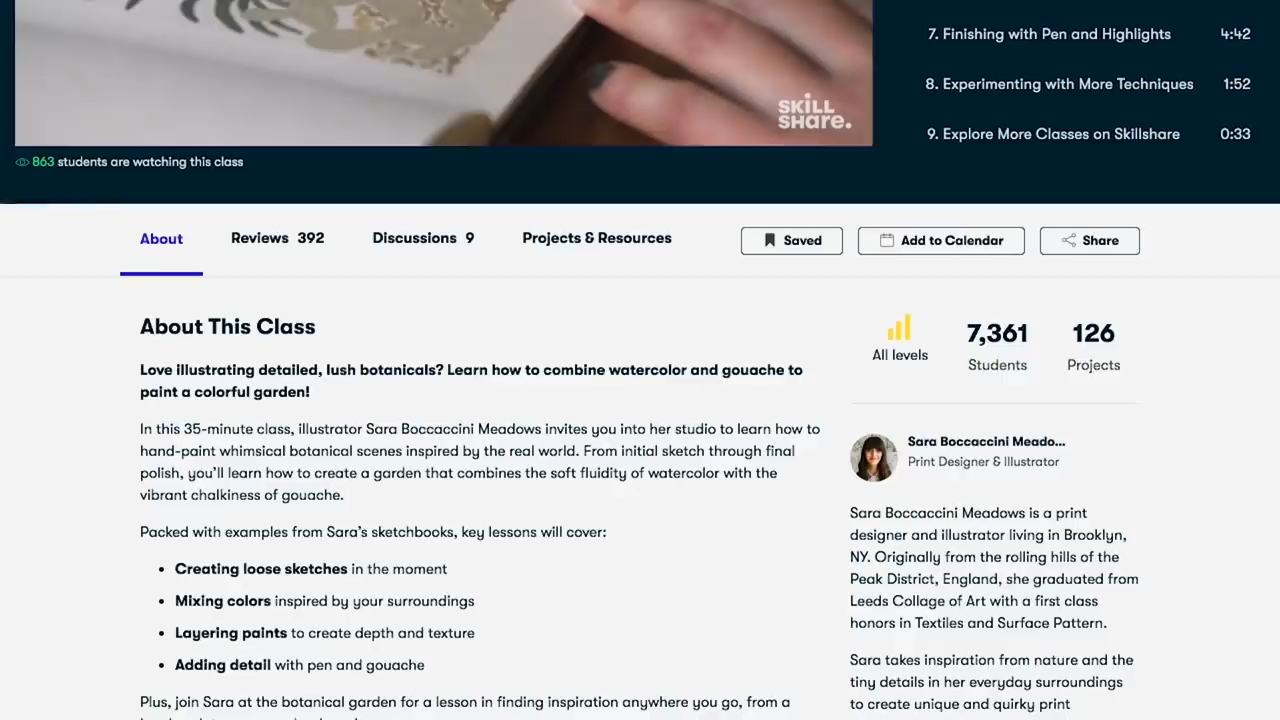 SKILL
SHARe.
7. Finishing with Pen and Highlights 4:42
8. Experimenting with More Techniques 1:52
9. Explore More Classes on Skillshare 0:33
863 students are watching this class
About
Reviews 392
Discussions 9
Projects & Resources
Saved
Add to Calendar
Share
About This Class
Love illustrating detailed, lush botanicals? Learn how to combine watercolor and gouache to
paint a colorful garden!
In this 35-minute class, illustrator Sara Boccaccini Meadows invites you into her studio to learn how to
hand-paint whimsical botanical scenes inspired by the real world. From initial sketch through final
polish, you’ll learn how to create a garden that combines the soft fluidity of watercolor with the
vibrant chalkiness of gouache.
Packed with examples from Sara’s sketchbooks, key lessons will cover:
• Creating loose sketches in the moment
• Mixing colors inspired by your surroundings
• Layering paints to create depth and texture
• Adding detail with pen and gouache
Plus, join Sara at the botanical garden for a lesson in finding inspiration anywhere you go, from a
All levels
7,361
Students
126
Projects
Sara Boccaccini Meado...
Print Designer & Illustrator
Sara Boccaccini Meadows is a print
designer and illustrator living in Brooklyn,
NY. Originally from the rolling hills of the
Peak District, England, she graduated from
Leeds Collage of Art with a first class
honors in Textiles and Surface Pattern.
Sara takes inspiration from nature and the
tiny details in her everyday surroundings
to create unique and quirky print